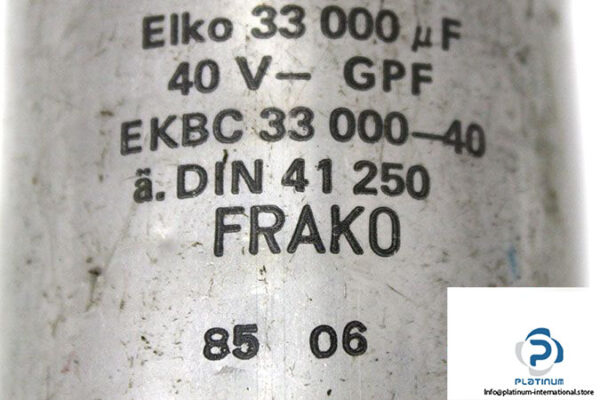 Elko 33 000 µF
40 V– GPF
EKBC 33 000–40
ä. DIN 41 250
FRAKO
85 06
PLATINUM
Info@platinum-international.store